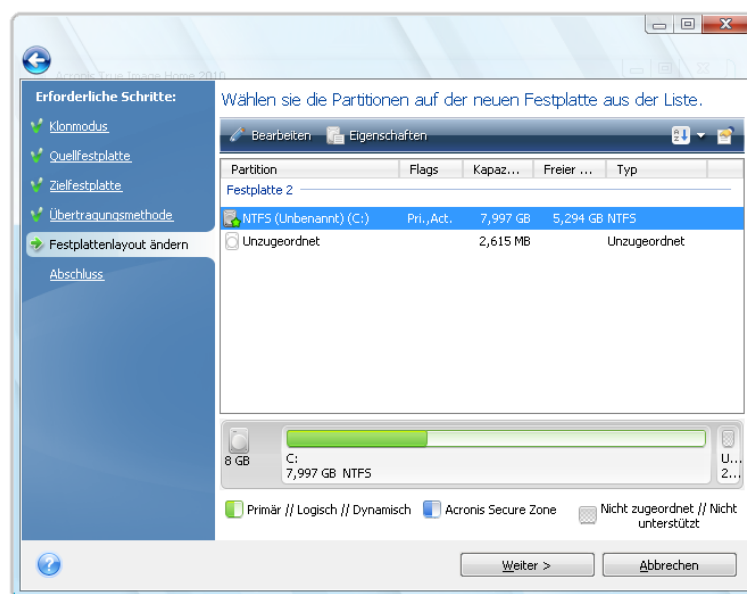 Acronis True Image Home 2010
Erforderliche Schritte:
Klonmodus
Quellfestplatte
Zielfestplatte
Übertragungsmethode
Festplattenlayout ändern
Abschluss
Wählen sie die Partitionen auf der neuen Festplatte aus der Liste.
Bearbeiten Eigenschaften
Partition Flags Kapaz... Freier ... Typ
Festplatte 2
NTFS (Unbenannt) (C:) Pri.,Act. 7,997 GB 5,294 GB NTFS
Unzugeordnet 2,615 MB Unzugeordnet
8 GB
C:
7,997 GB NTFS
U...
2...
Primär // Logisch // Dynamisch Acronis Secure Zone Nicht zugeordnet // Nicht
unterstützt
Weiter > Abbrechen